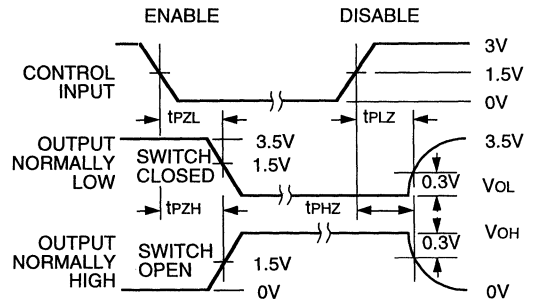 ENABLE DISABLE
3V
CONTROL 1.5V
INPUT 0V
tPZL tPLZ
OUTPUT 3.5V 3.5V
NORMALLY SWITCH 1.5V
LOW CLOSED 0.3V VOL
tPZH tPHZ
VOH
OUTPUT 0.3V
NORMALLY SWITCH
HIGH OPEN 1.5V
0V 0V